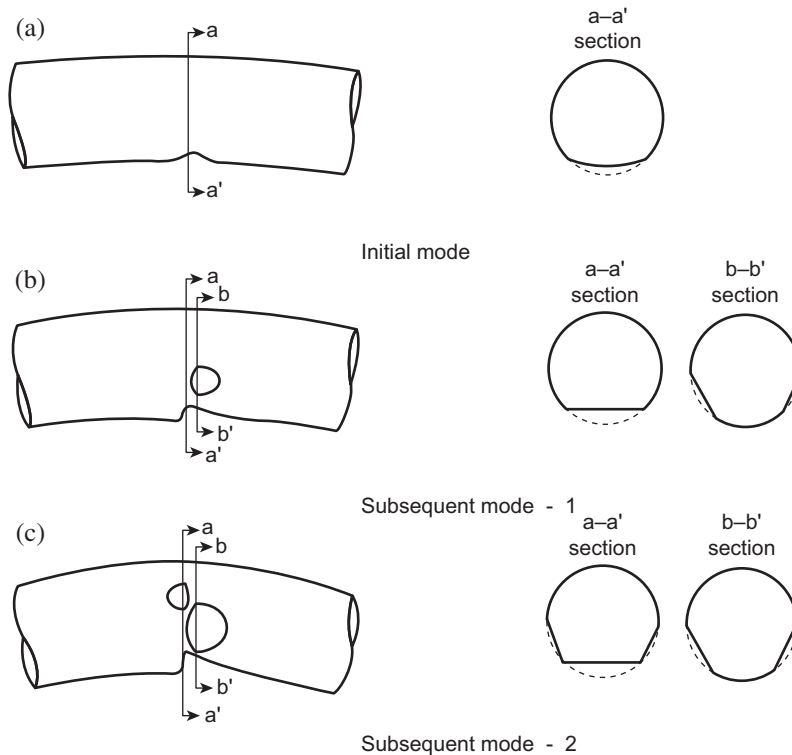 (a)
a
a'
a–a'
section
Initial mode
(b)
a
b
b'
a'
a–a'
section
b–b'
section
Subsequent mode - 1
(c)
a
b
b'
a'
a–a'
section
b–b'
section
Subsequent mode - 2